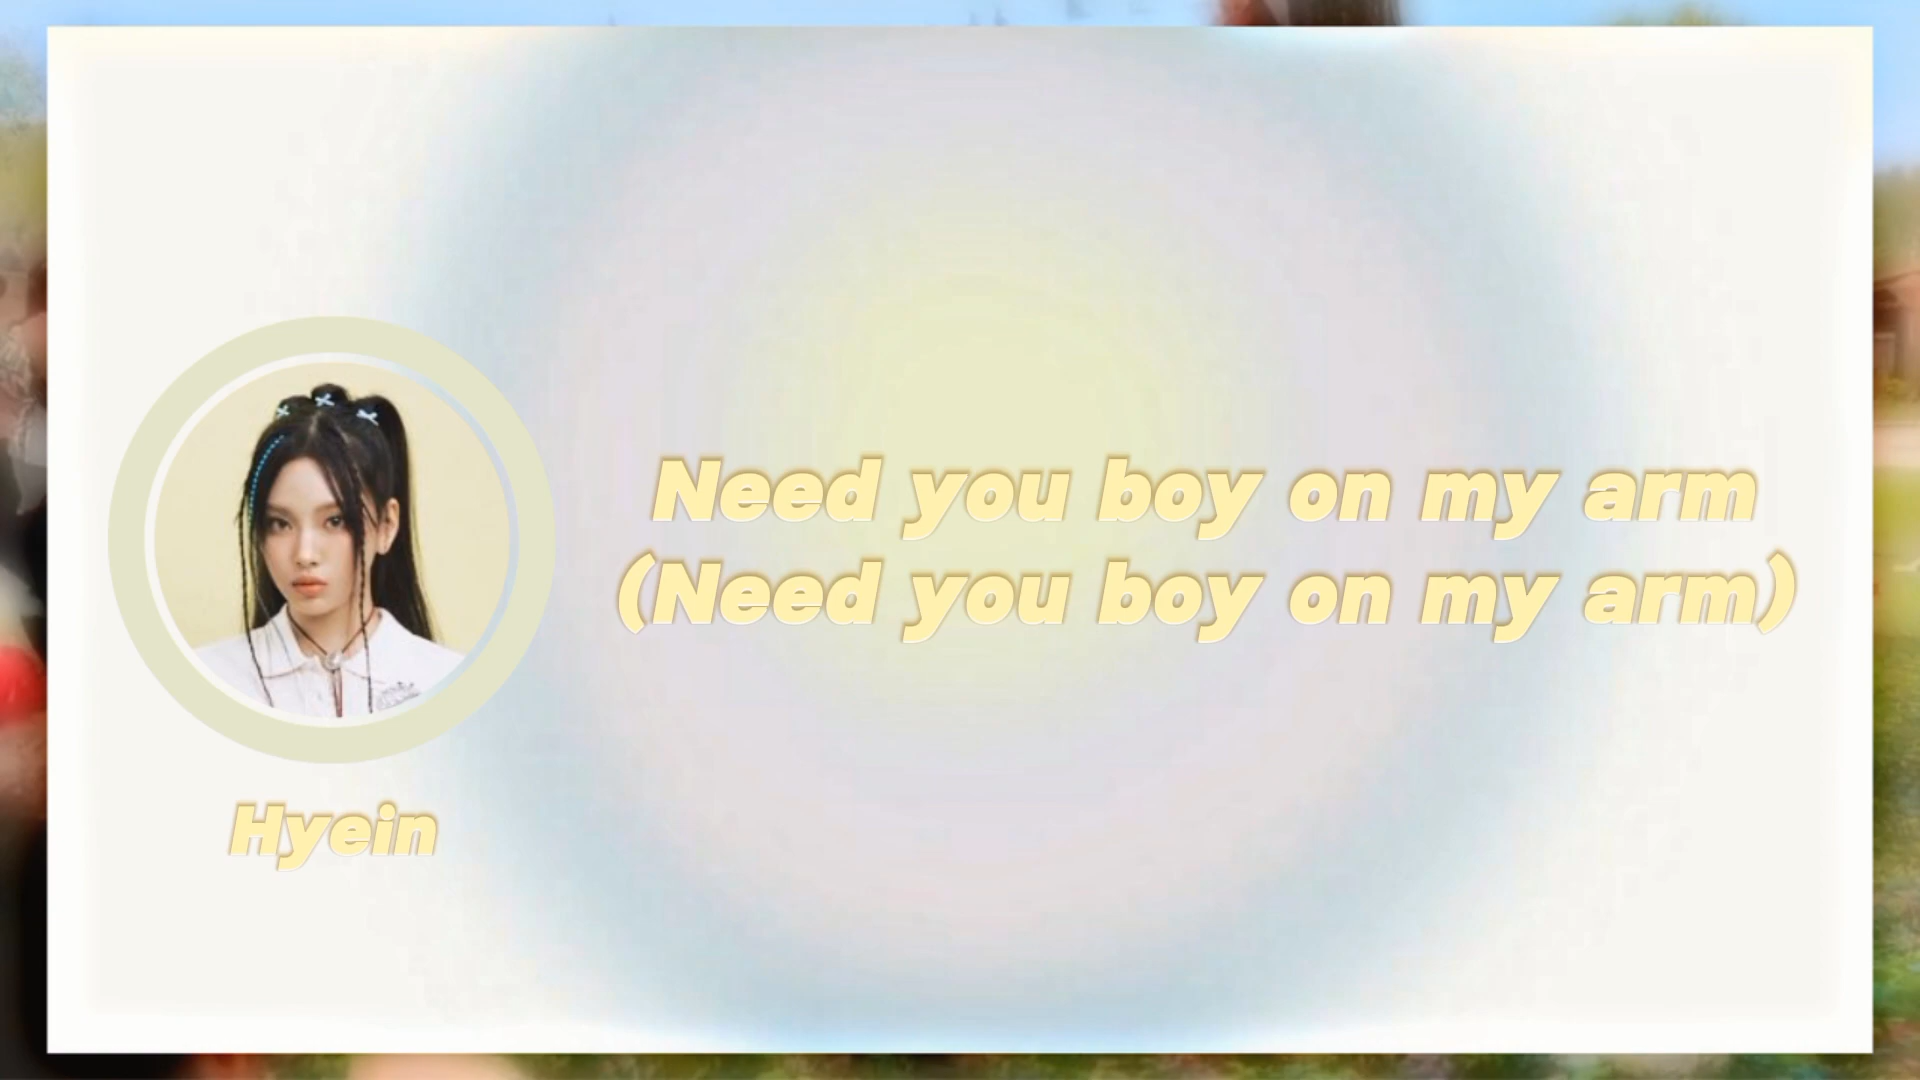 Need you boy on my arm
(Need you boy on my arm)
Hyein